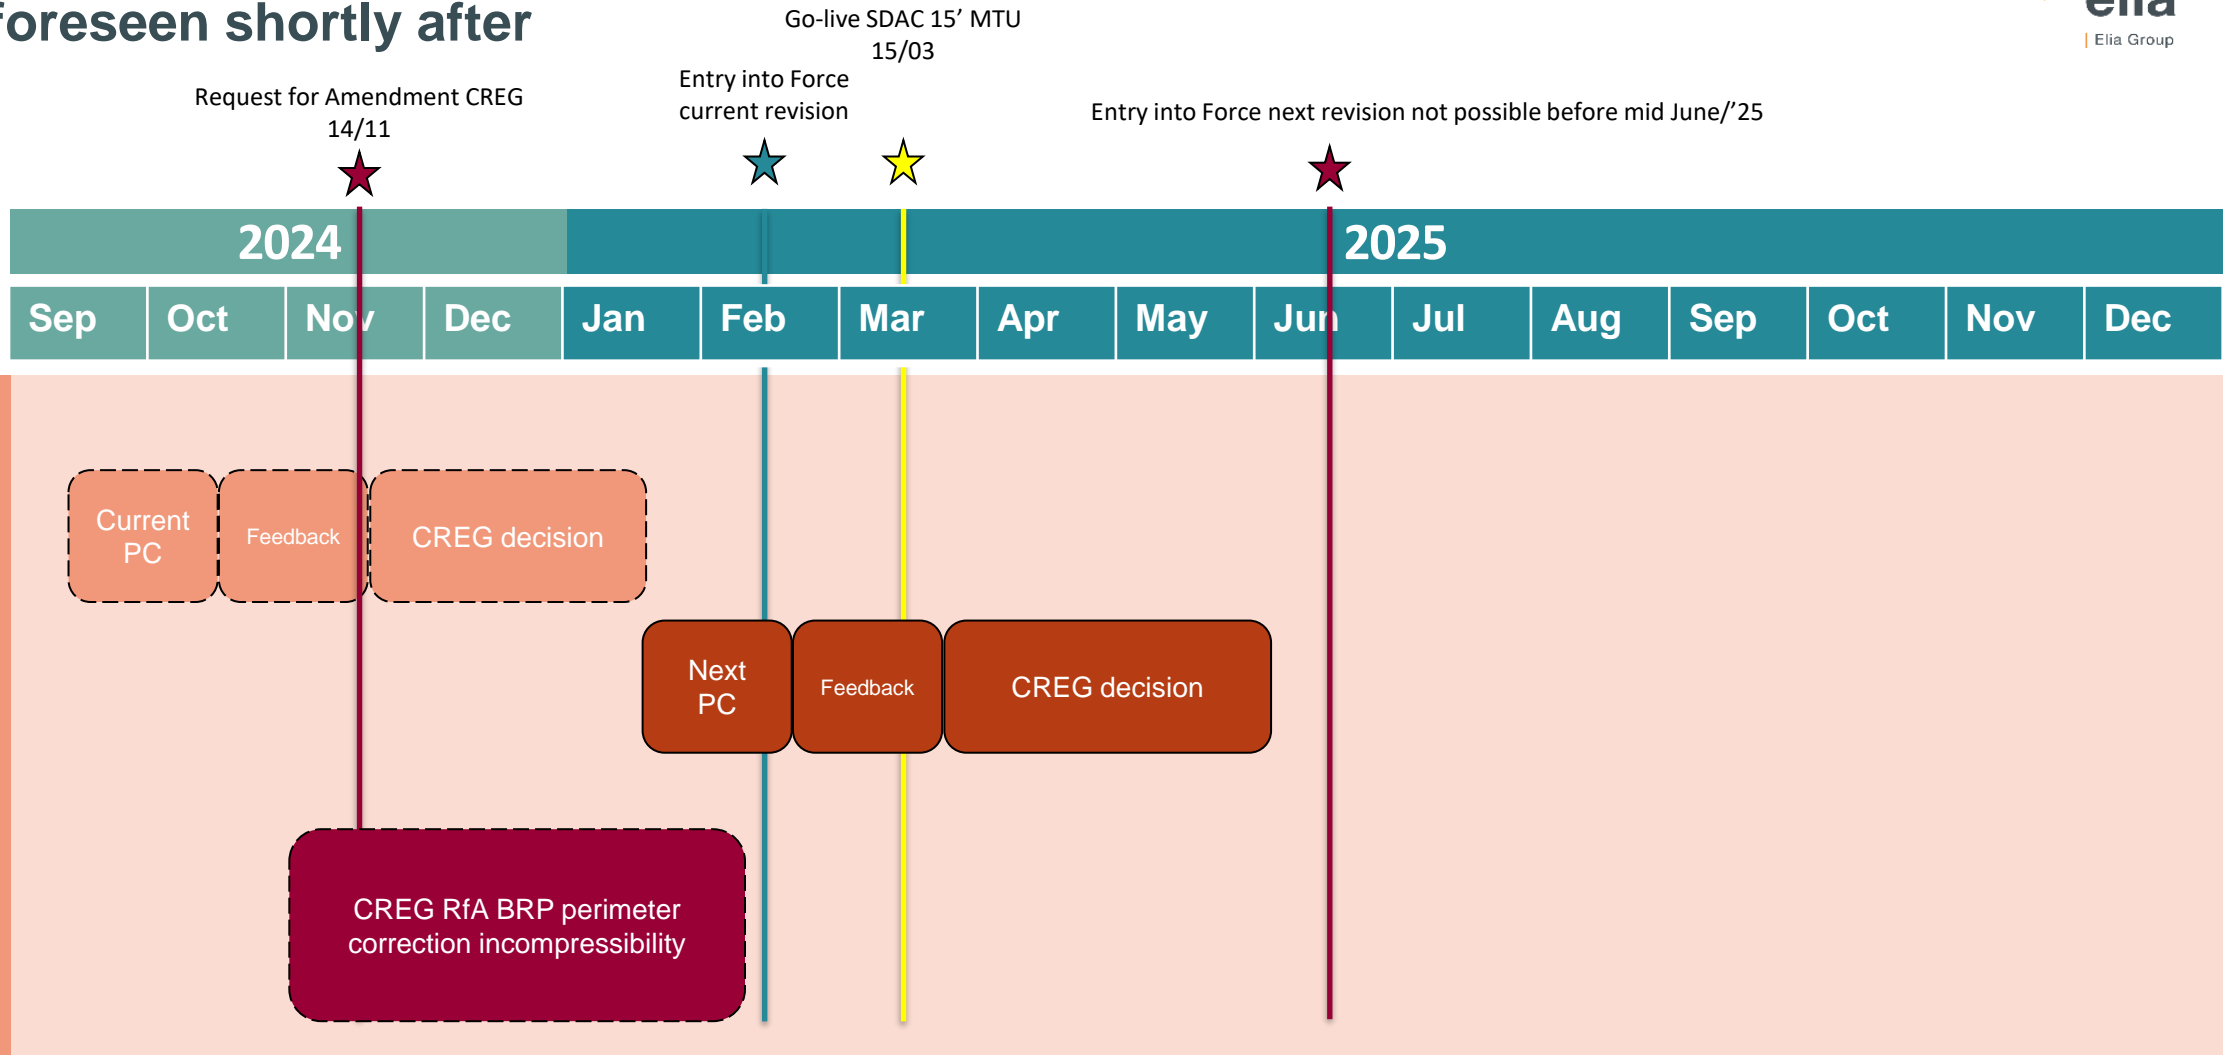 foreseen shortly after
elia
Elia Group
Go-live SDAC 15’ MTU
15/03
Entry into Force
current revision
Request for Amendment CREG
14/11
Entry into Force next revision not possible before mid June/’25
2024
2025
Sep Oct Nov Dec Jan Feb Mar Apr May Jun Jul Aug Sep Oct Nov Dec
Current
PC
Feedback
CREG decision
Next
PC
Feedback
CREG decision
CREG RfA BRP perimeter
correction incompressibility